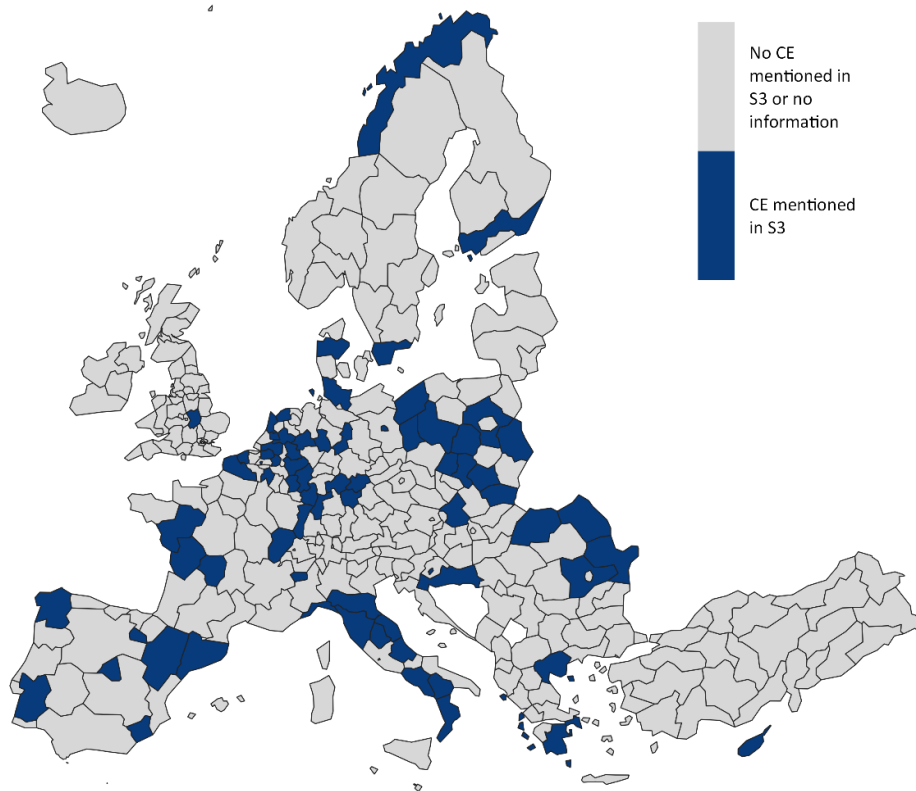 No CE
mentioned in
S3 or no
information
CE mentioned
in S3